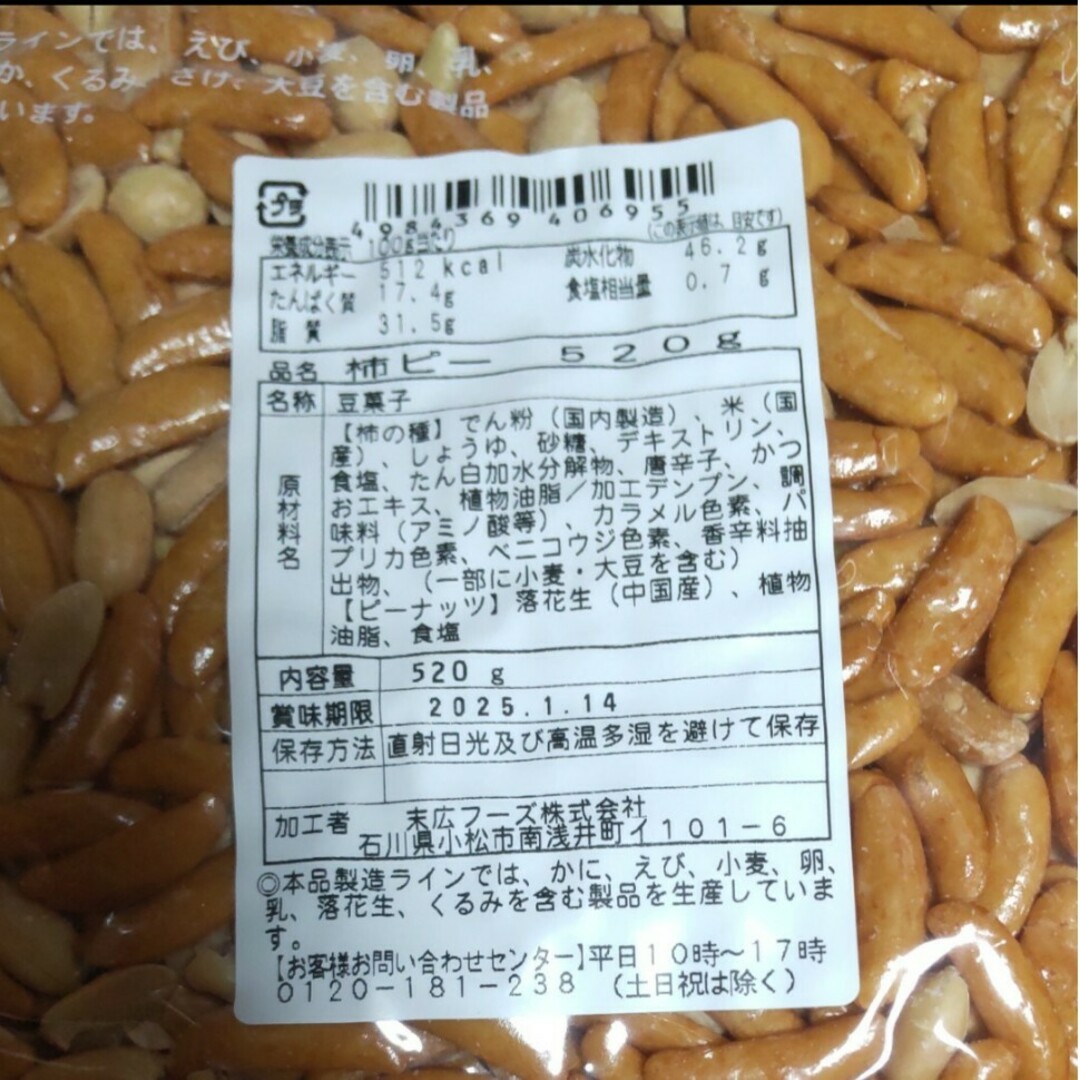 ラインでは、えび、小麦、卵、乳、
か、くるみ、さけ、大豆を含む製品
います。
プラ
4984369406955
栄養成分表示 100g当たり (この表示値は、目安です)
エネルギー 512kcal 炭水化物 46.2g
たんぱく質 17.4g 食塩相当量 0.7g
脂質 31.5g
品名 柿ピー 520g
名称 豆菓子
原材料名
【柿の種】でん粉(国内製造)、米(国
産)、しょうゆ、砂糖、デキストリン、
食塩、たん白加水分解物、唐辛子、かつ
おエキス、植物油脂/加工デンプン、調
味料(アミノ酸等)、カラメル色素、パ
プリカ色素、ベニコウジ色素、香辛料抽
出物、(一部に小麦・大豆を含む)
【ピーナッツ】落花生(中国産)、植物
油脂、食塩
内容量 520g
賞味期限 2025.1.14
保存方法 直射日光及び高温多湿を避けて保存
加工者 末広フーズ株式会社
石川県小松市南浅井町イ101-6
◎本品製造ラインでは、かに、えび、小麦、卵、
乳、落花生、くるみを含む製品を生産していま
す。
【お客様お問い合わせセンター】平日10時~17時
0120-181-238 (土日祝は除く)